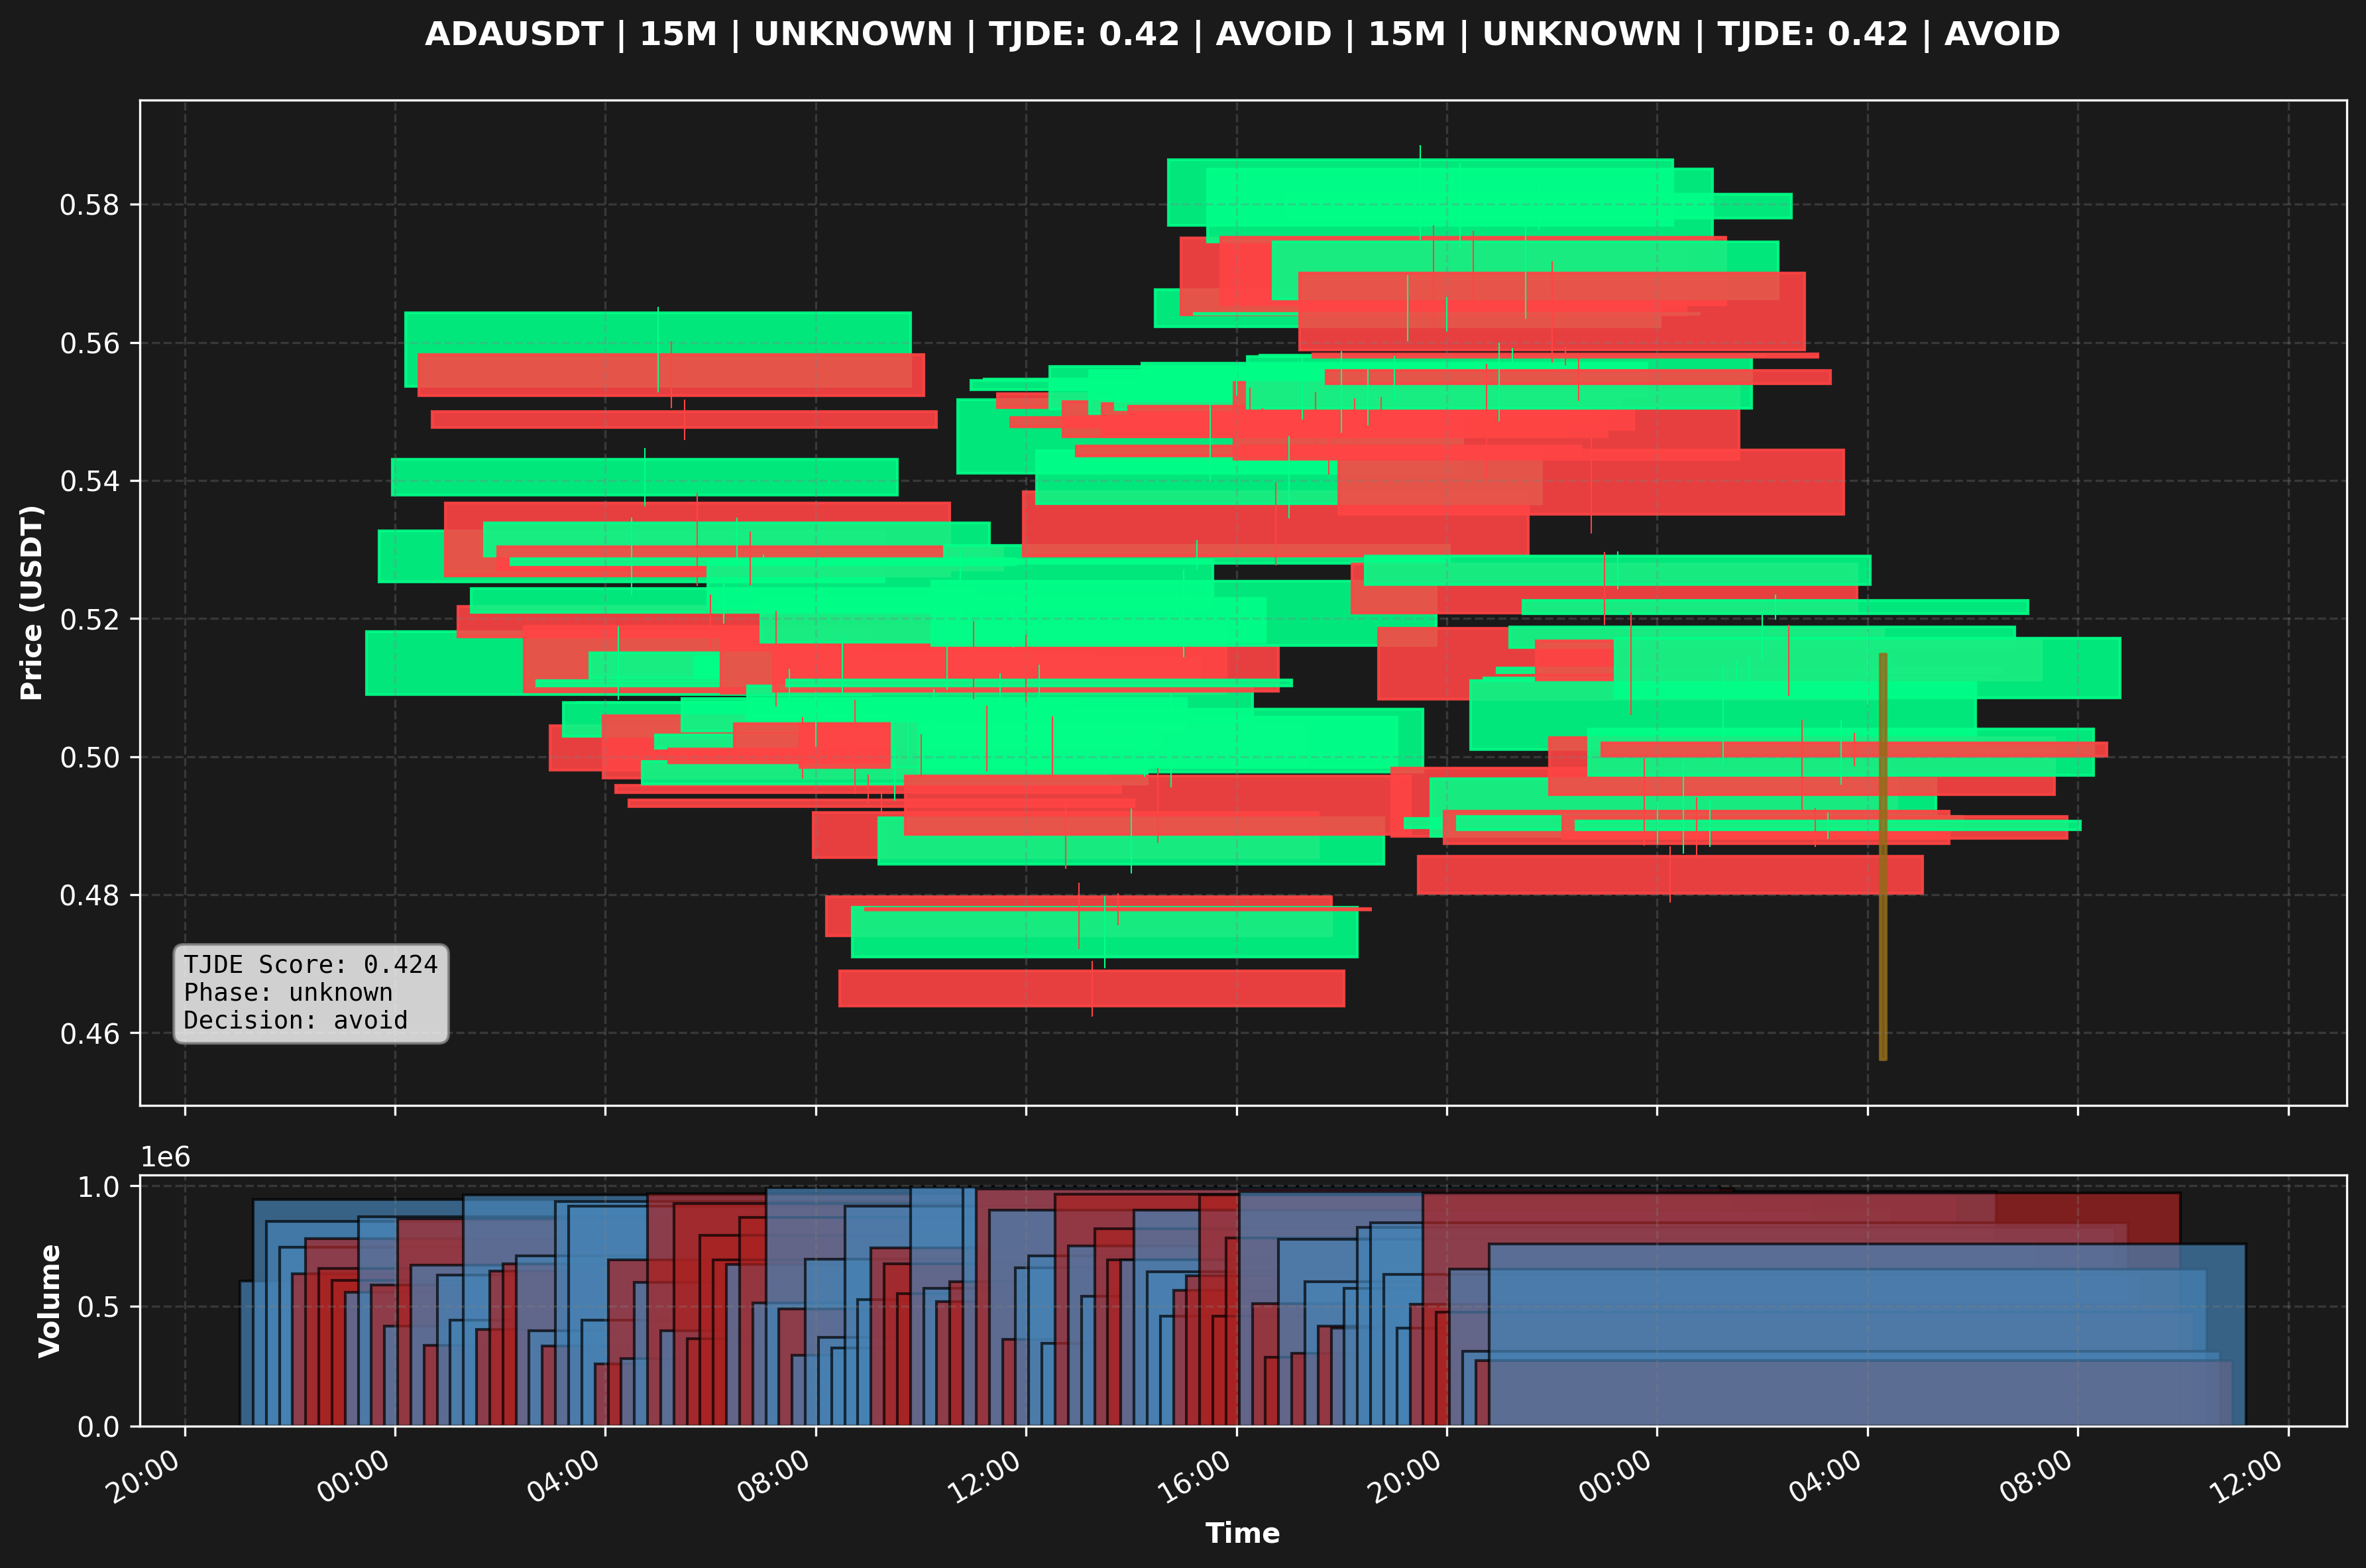 ADAUSDT | 15M | UNKNOWN | TJDE: 0.42 | AVOID | 15M | UNKNOWN | TJDE: 0.42 | AVOID
Price (USDT)
0.58
0.56
0.54
0.52
0.50
0.48
0.46
TJDE Score: 0.424
Phase: unknown
Decision: avoid
1e6
Volume
1.0
0.5
0.0
20:00 00:00 04:00 08:00 12:00 16:00 20:00 00:00 04:00 08:00 12:00
Time